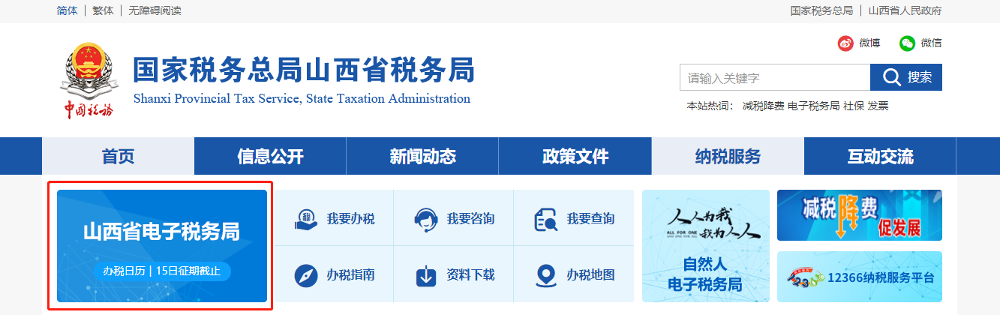 简体 | 繁体 | 无障碍阅读
国家税务总局 | 山西省人民政府
微博 微信
国家税务总局山西省税务局
Shanxi Provincial Tax Service, State Taxation Administration
中国税务
请输入关键字 搜索
本站热词： 减税降费 电子税务局 社保 发票
首页 信息公开 新闻动态 政策文件 纳税服务 互动交流
山西省电子税务局
办税日历 | 15日征期截止
我要办税 我要咨询 我要查询
办税指南 资料下载 办税地图
人人为我
ALL FOR ONE
AND ONE FOR ALL
我为人人
自然人
电子税务局
减税降费
促发展
12366
12366纳税服务平台